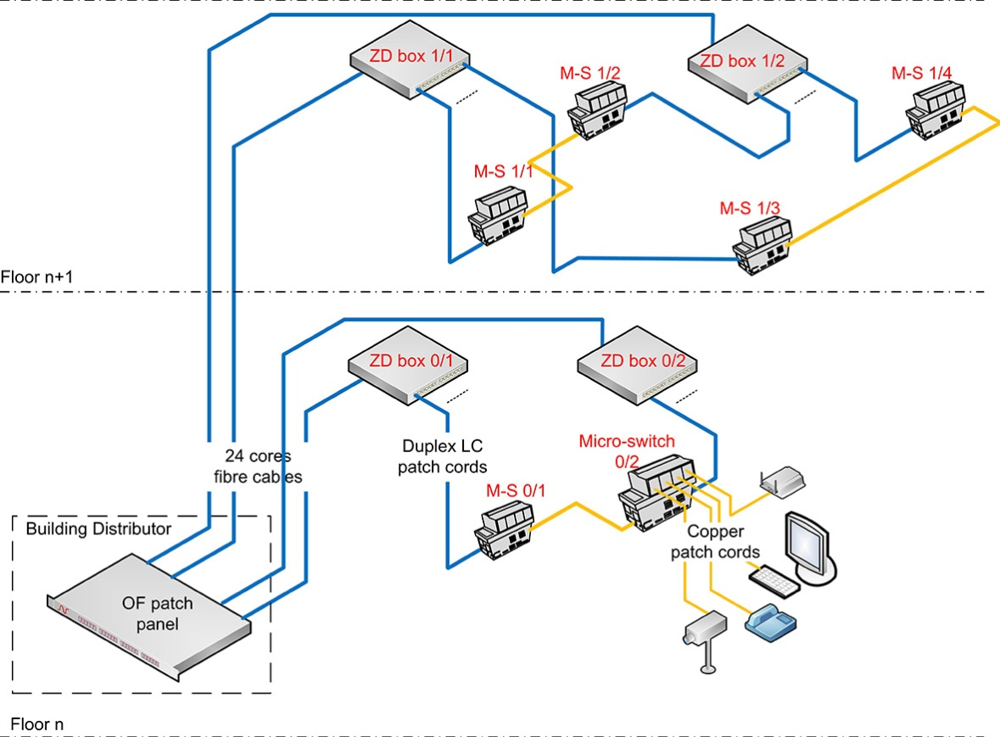 ZD box 1/1
ZD box 1/2
M-S 1/2
M-S 1/4
M-S 1/1
M-S 1/3
Floor n+1
ZD box 0/1
ZD box 0/2
Duplex LC
patch cords
Micro-switch
0/2
24 cores
fibre cables
M-S 0/1
Building Distributor
Copper
patch cords
OF patch
panel
Floor n